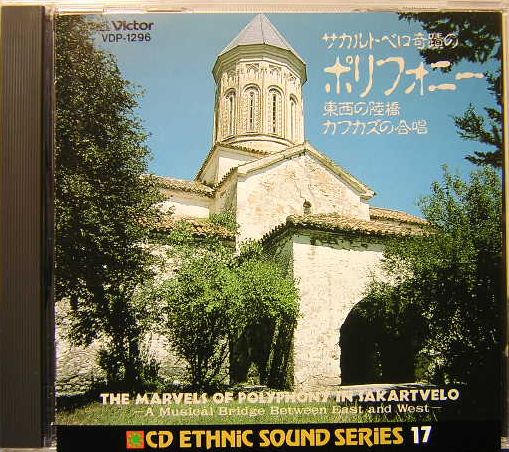 Victor
VDP-1296
サカルトベロ奇蹟の
ポリフォニー
東西の陸橋
カフカズの合唱
THE MARVELS OF POLYPHONY IN SAKARTVELO
—A Musical Bridge Between East and West—
CD ETHNIC SOUND SERIES 17